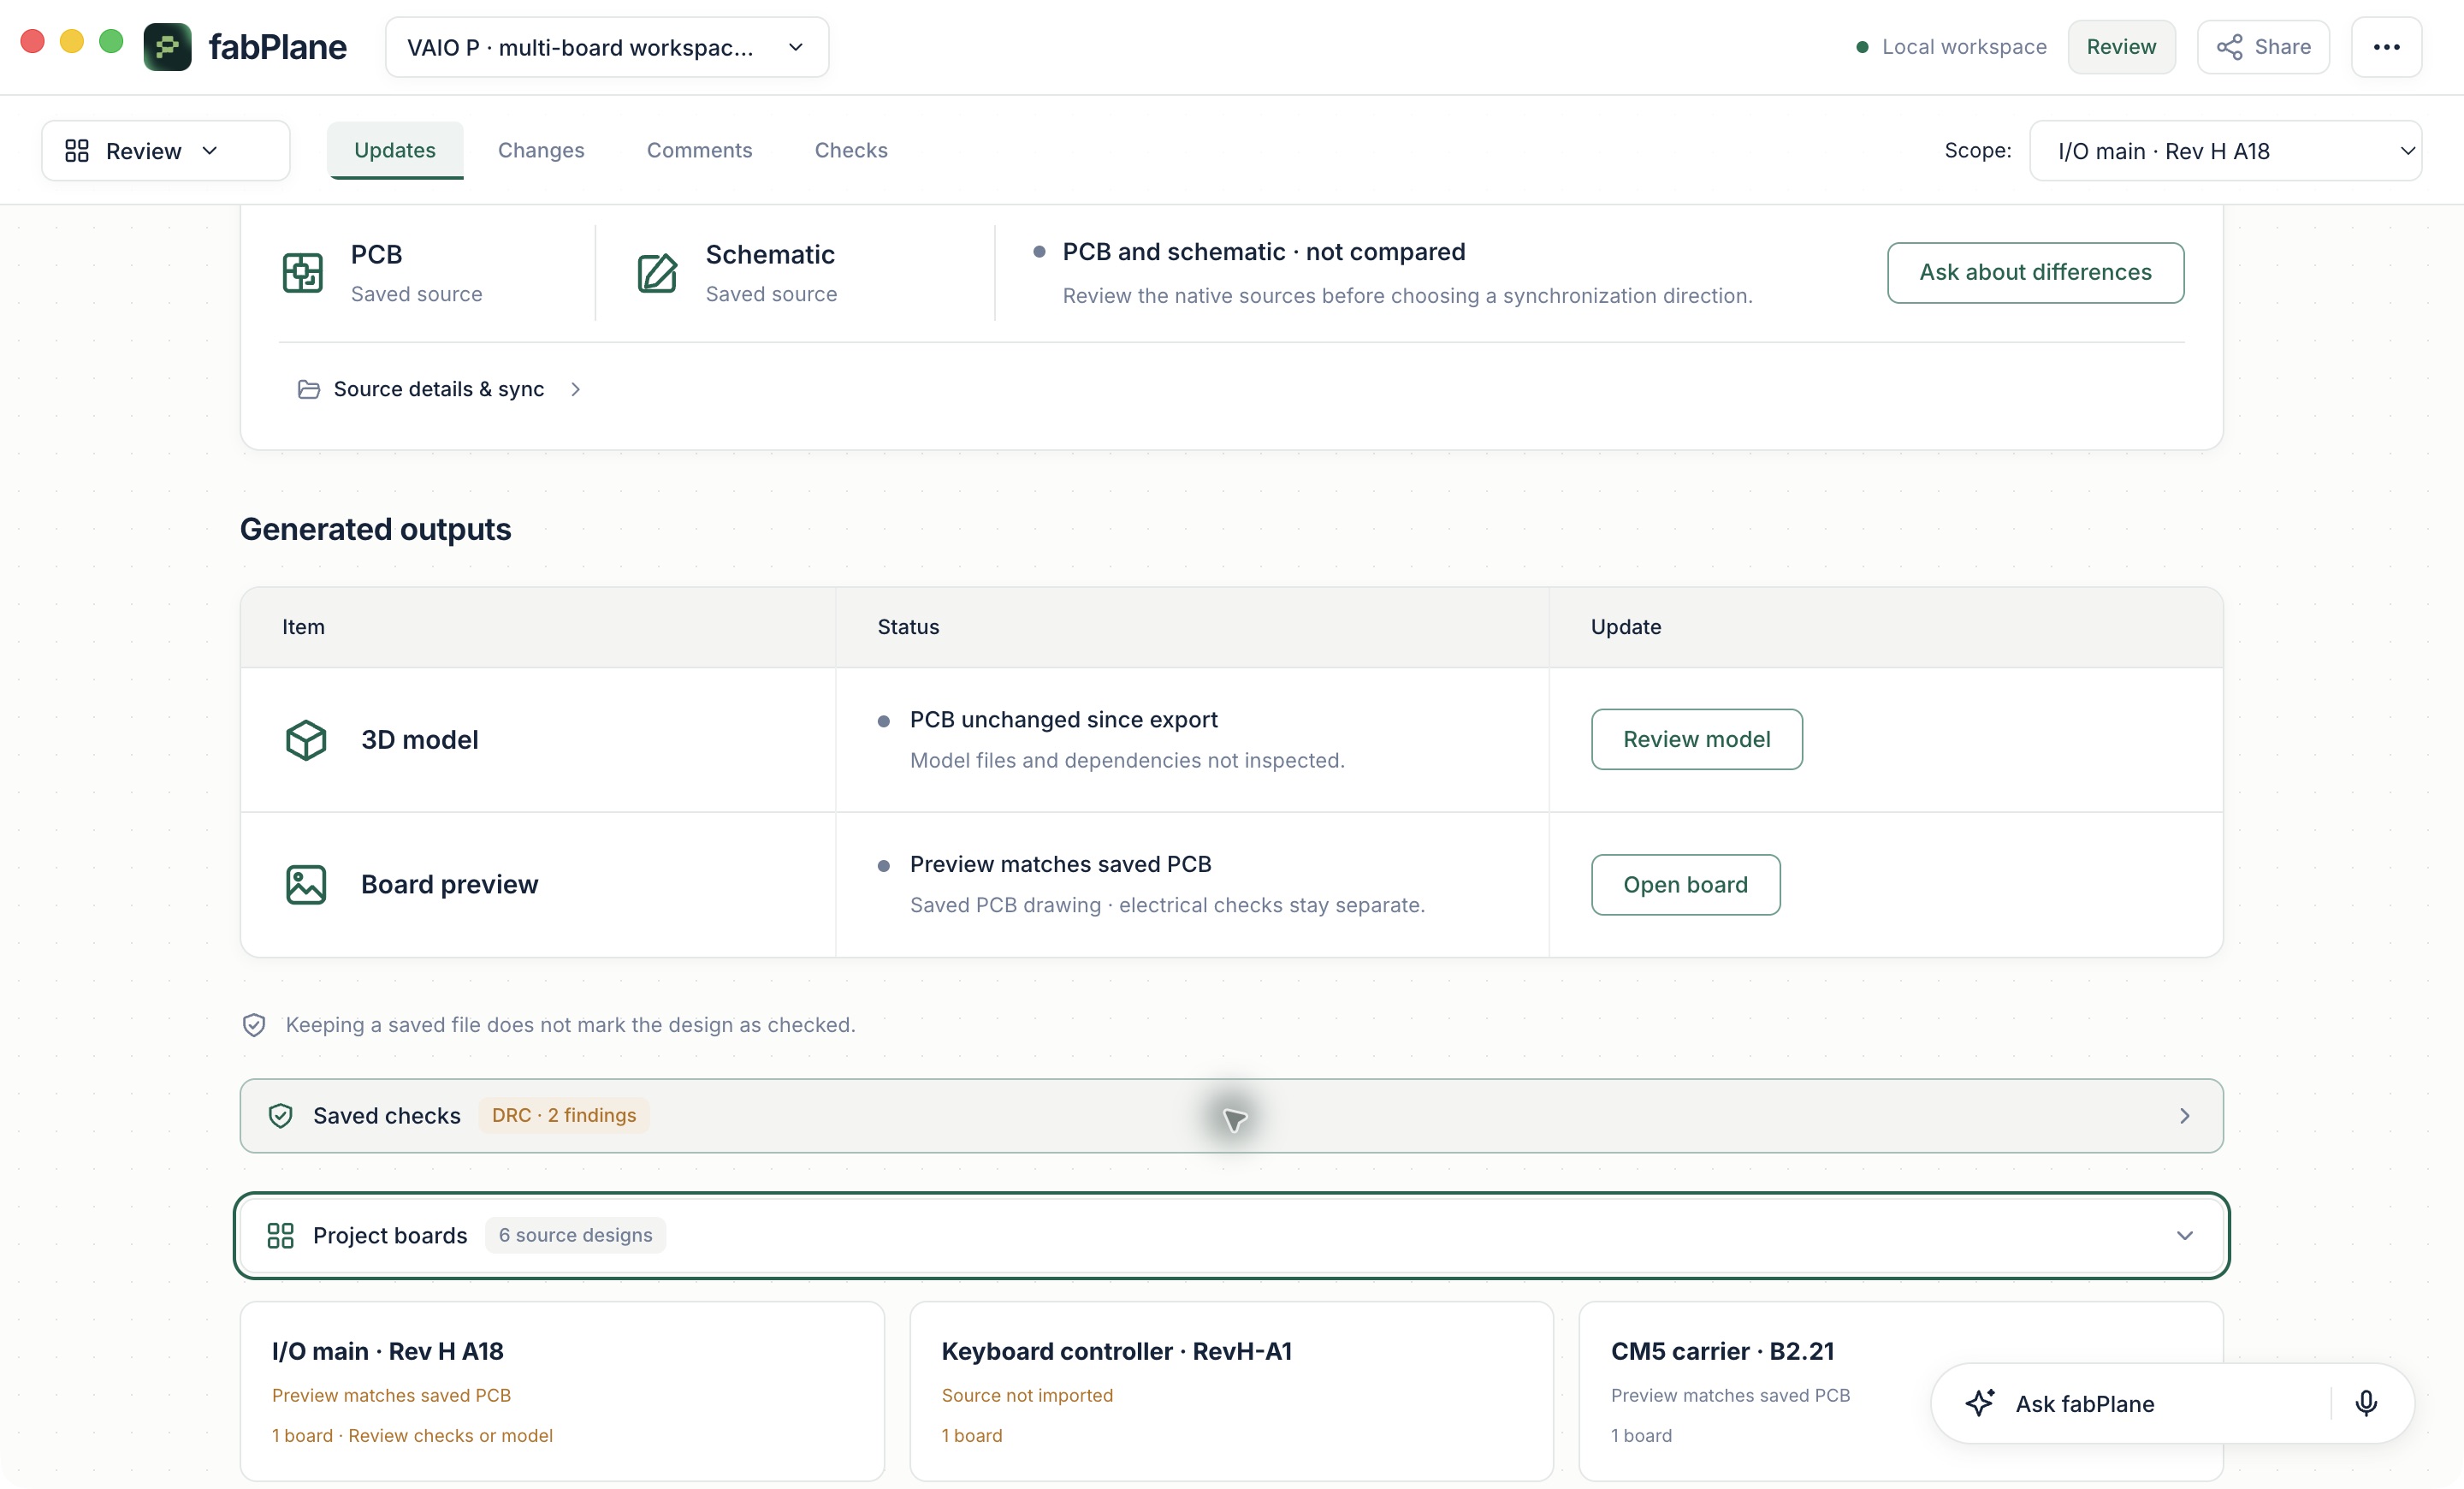 fabPlane
VAIO P · multi-board workspac...
Local workspace
Review
Share
Review
Updates
Changes
Comments
Checks
Scope:
I/O main · Rev H A18
PCB
Saved source
Schematic
Saved source
PCB and schematic · not compared
Review the native sources before choosing a synchronization direction.
Ask about differences
Source details & sync
Generated outputs
Item
Status
Update
3D model
PCB unchanged since export
Model files and dependencies not inspected.
Review model
Board preview
Preview matches saved PCB
Saved PCB drawing · electrical checks stay separate.
Open board
Keeping a saved file does not mark the design as checked.
Saved checks
DRC · 2 findings
Project boards
6 source designs
I/O main · Rev H A18
Preview matches saved PCB
1 board · Review checks or model
Keyboard controller · RevH-A1
Source not imported
1 board
CM5 carrier · B2.21
Preview matches saved PCB
1 board
Ask fabPlane